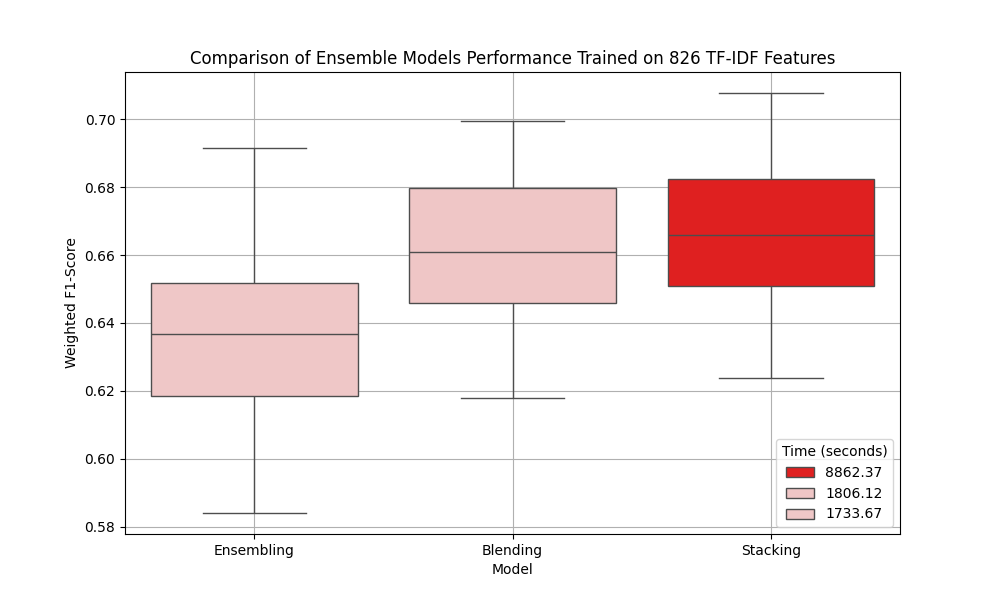 Comparison of Ensemble Models Performance Trained on 826 TF-IDF Features
Weighted F1-Score
0.70
0.68
0.66
0.64
0.62
0.60
0.58
Time (seconds)
8862.37
1806.12
1733.67
Ensembling Blending Stacking
Model